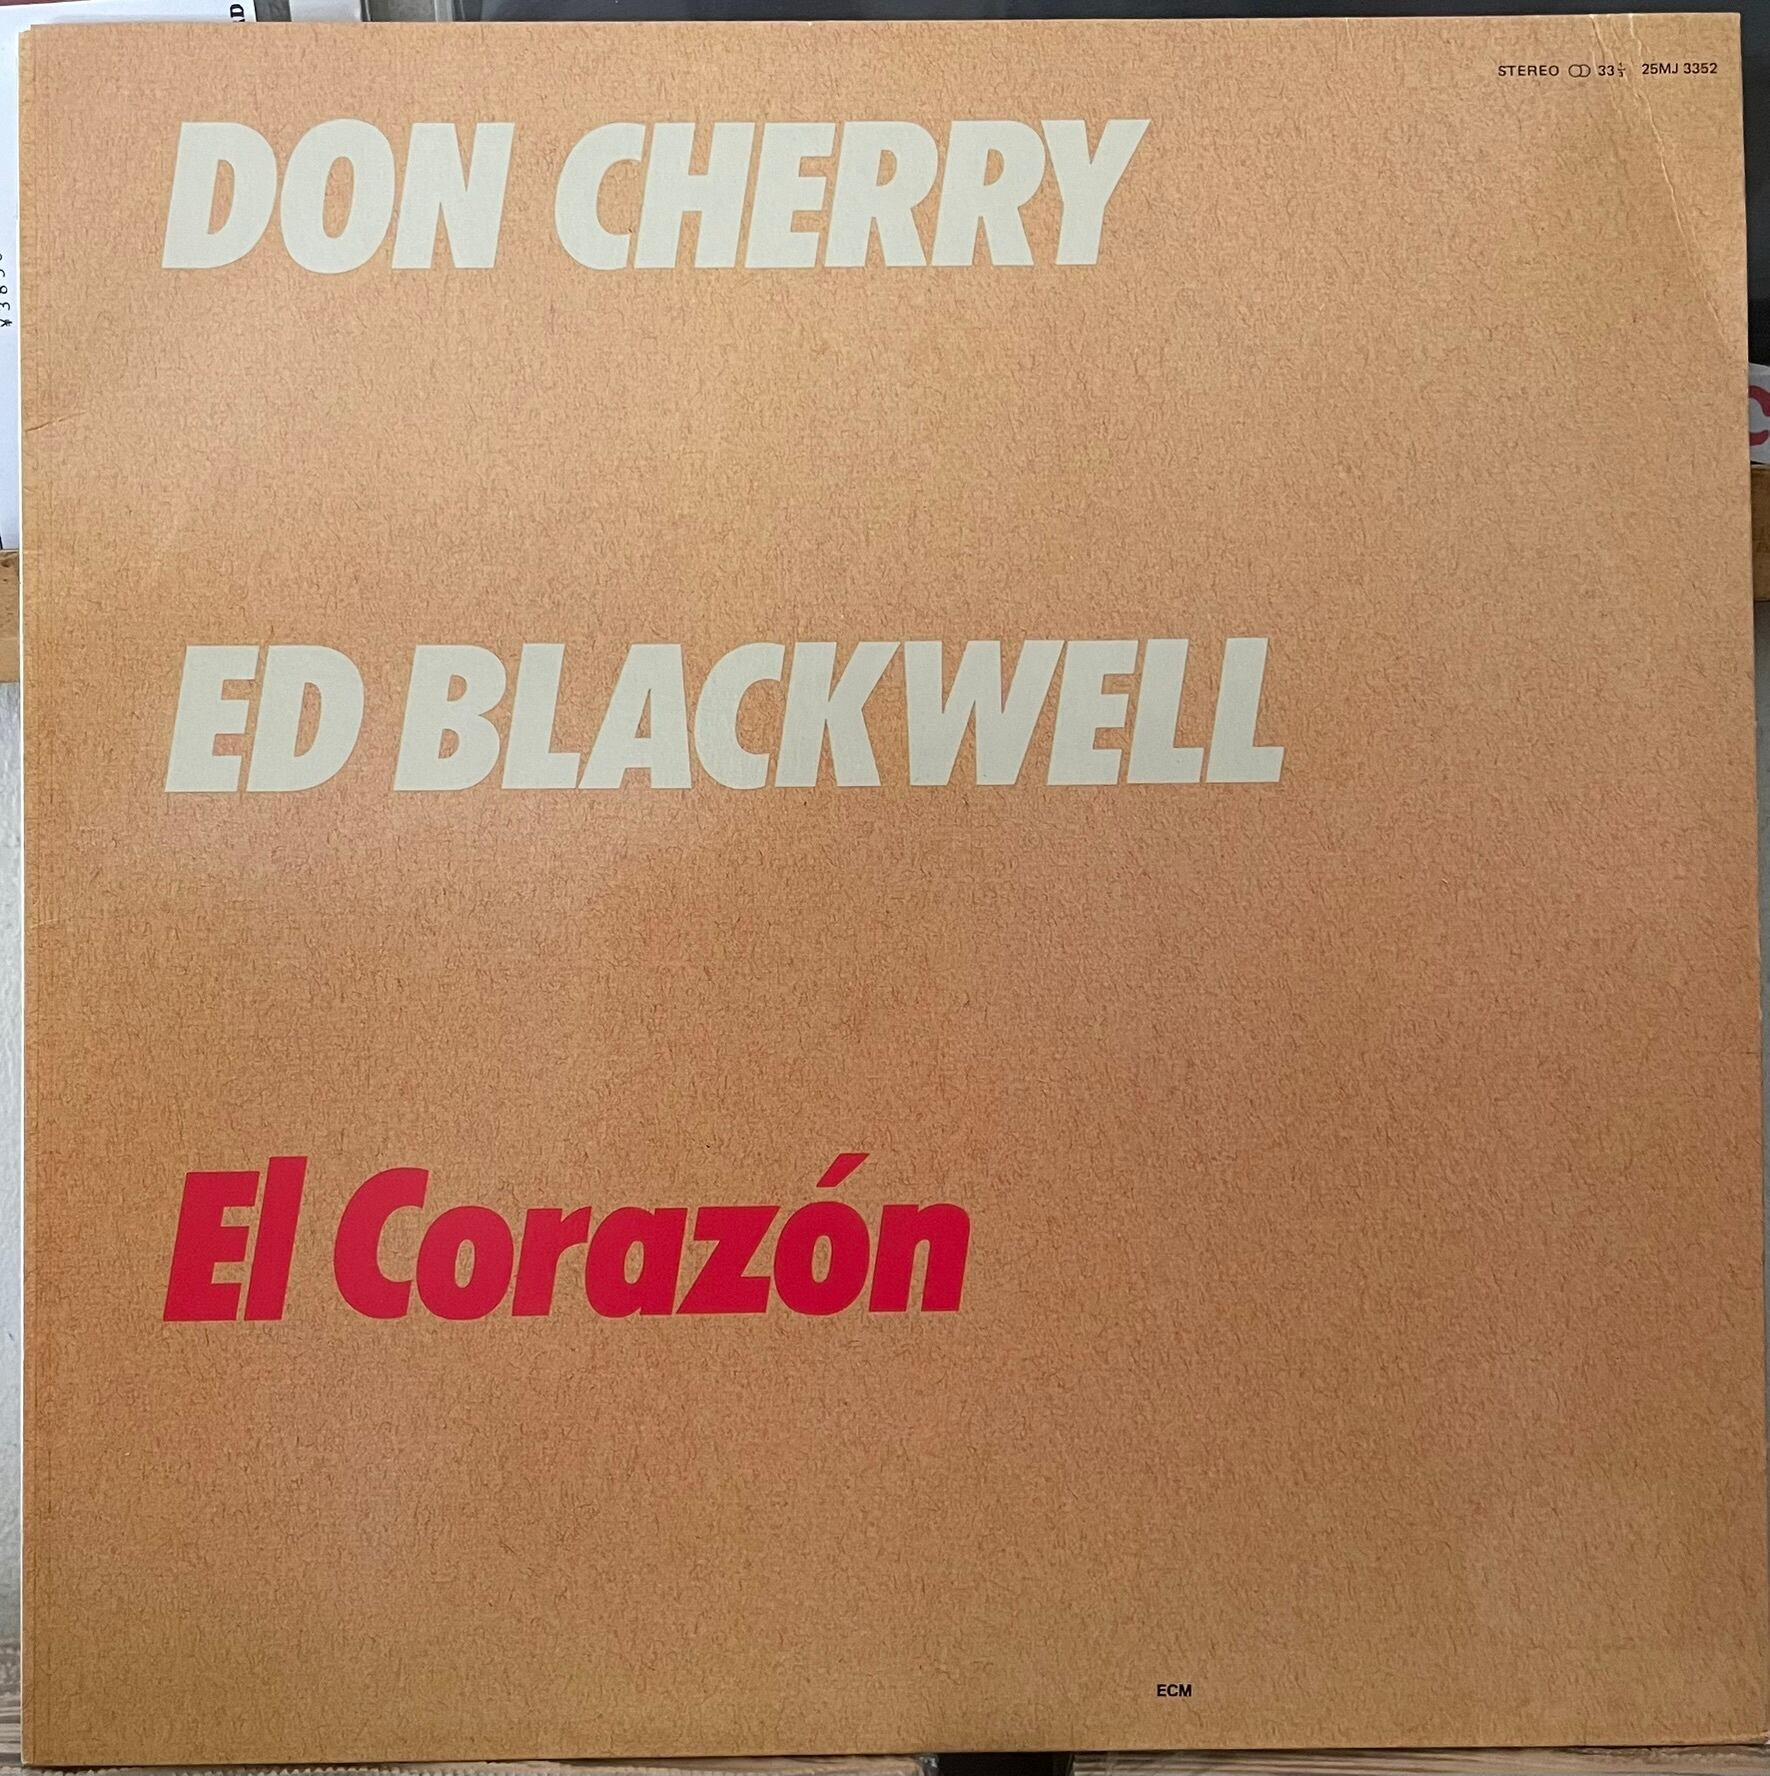 STEREO 33⅓ 25MJ 3352
DON CHERRY
ED BLACKWELL
El Corazón
ECM